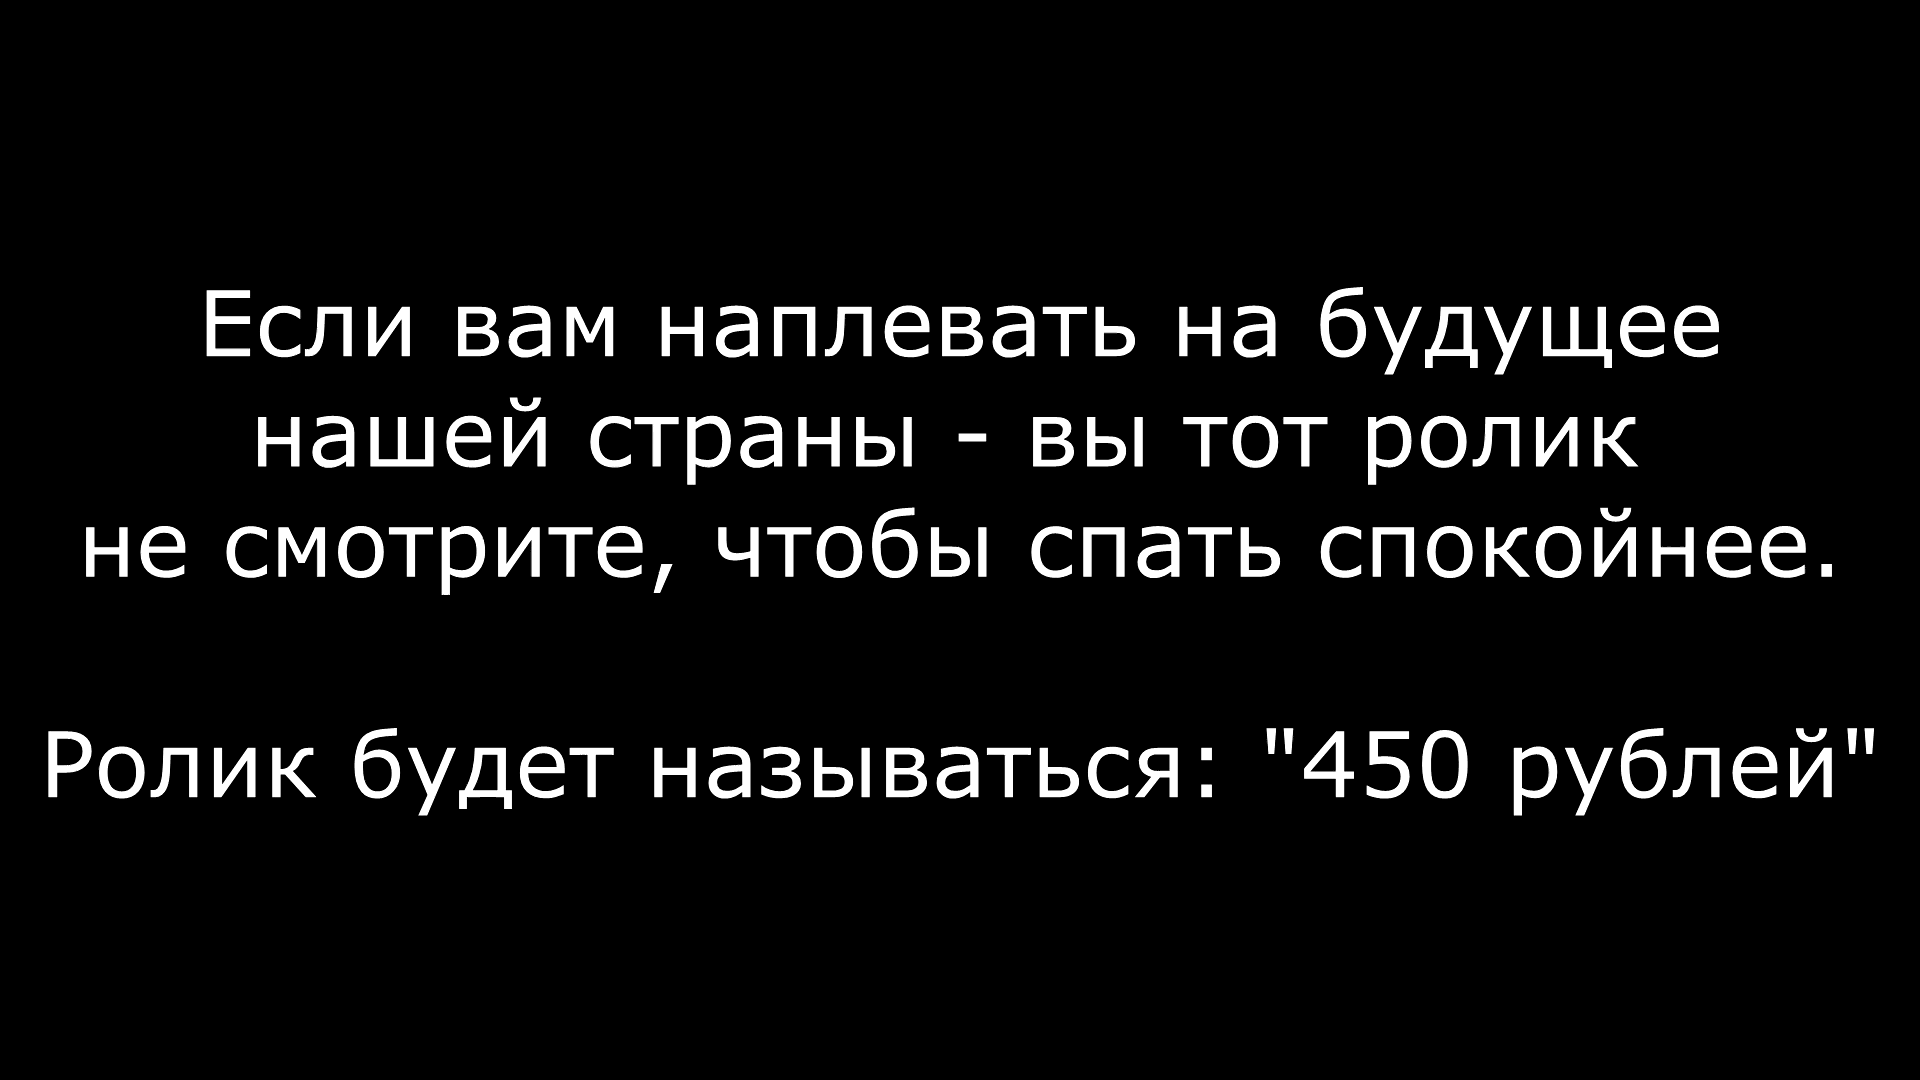 Если вам наплевать на будущее
нашей страны - вы тот ролик
не смотрите, чтобы спать спокойнее.
Ролик будет называться: "450 рублей"